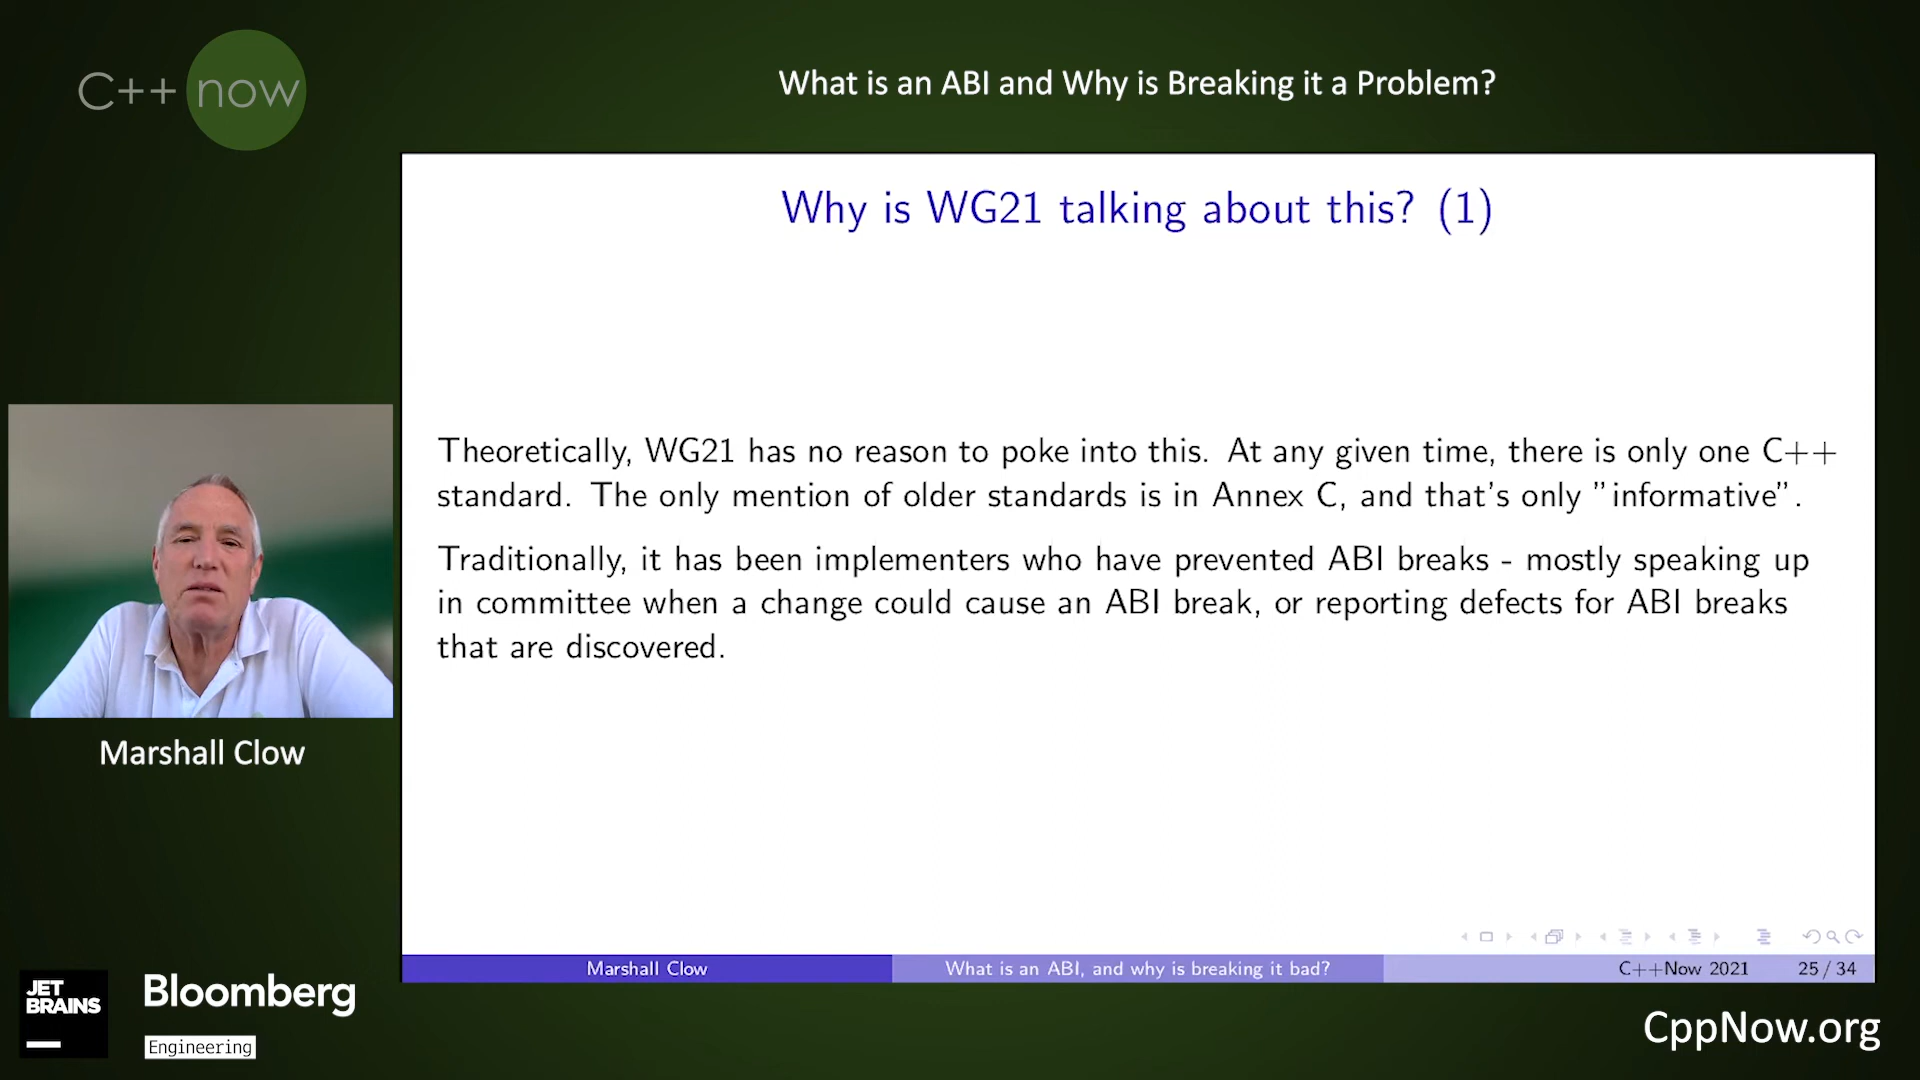 C++ now
What is an ABI and Why is Breaking it a Problem?
Why is WG21 talking about this? (1)
Theoretically, WG21 has no reason to poke into this. At any given time, there is only one C++
standard. The only mention of older standards is in Annex C, and that's only ”informative”.
Traditionally, it has been implementers who have prevented ABI breaks - mostly speaking up
in committee when a change could cause an ABI break, or reporting defects for ABI breaks
that are discovered.
Marshall Clow
Marshall Clow
What is an ABI, and why is breaking it bad?
C++Now 2021
25 / 34
JET
BRAINS
Bloomberg
Engineering
CppNow.org